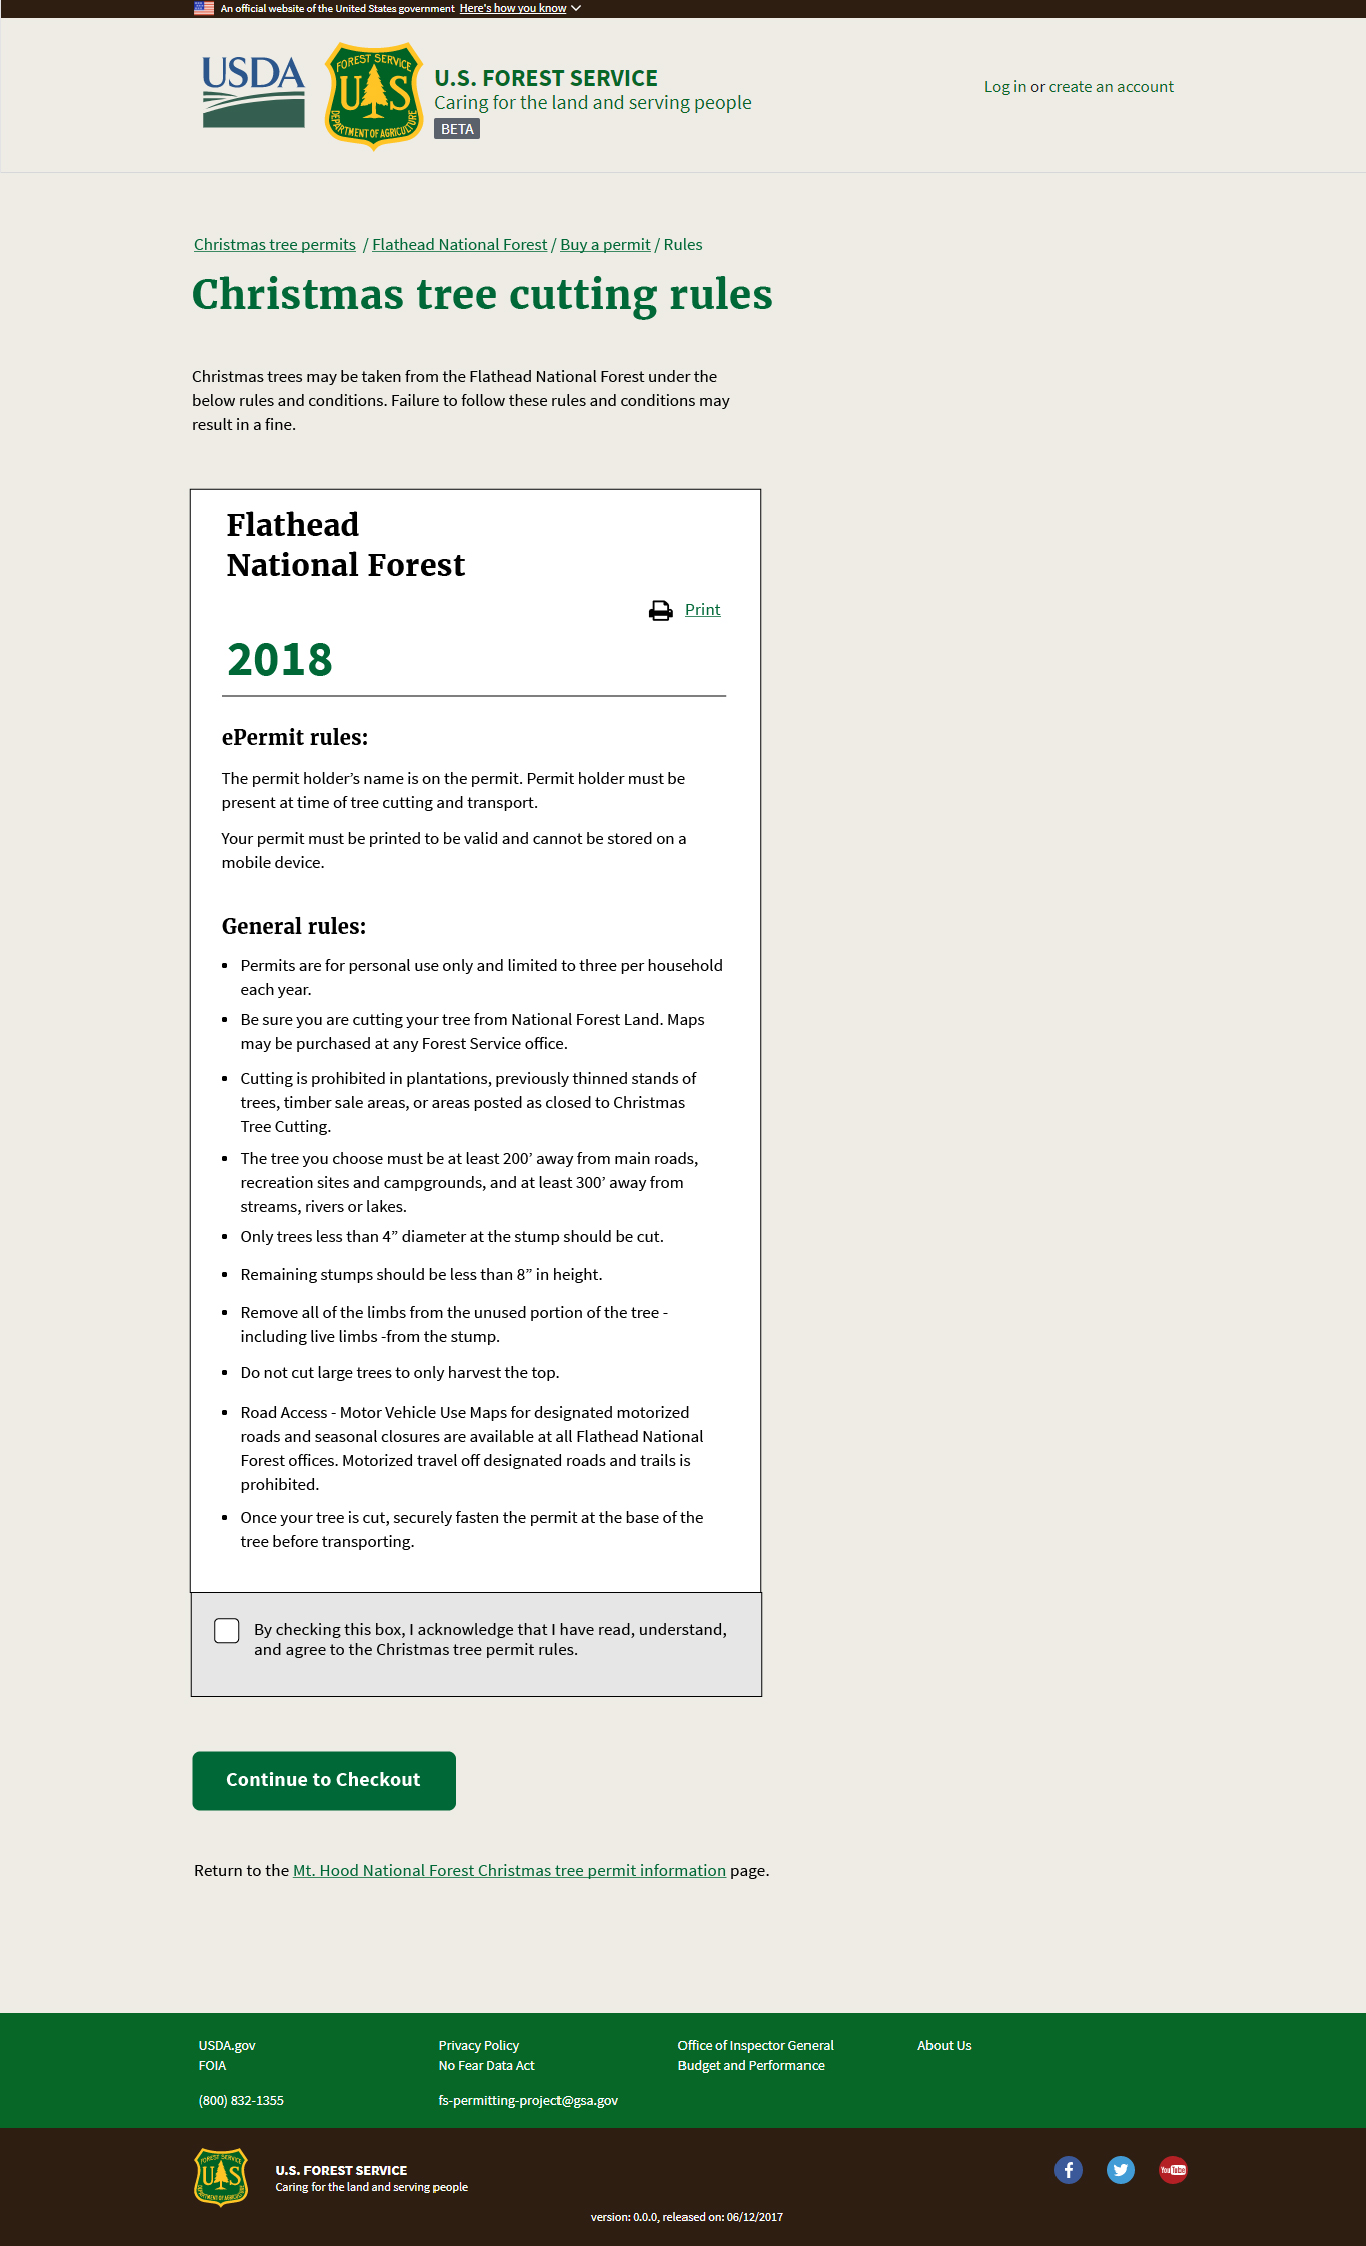 An official website of the United States government Here's how you know
USDA
FOREST SERVICE
US
DEPARTMENT OF AGRICULTURE
U.S. FOREST SERVICE
Caring for the land and serving people
BETA
Log in or create an account
Christmas tree permits / Flathead National Forest / Buy a permit / Rules
Christmas tree cutting rules
Christmas trees may be taken from the Flathead National Forest under the
below rules and conditions. Failure to follow these rules and conditions may
result in a fine.
Flathead
National Forest
Print
2018
ePermit rules:
The permit holder’s name is on the permit. Permit holder must be
present at time of tree cutting and transport.
Your permit must be printed to be valid and cannot be stored on a
mobile device.
General rules:
• Permits are for personal use only and limited to three per household
each year.
• Be sure you are cutting your tree from National Forest Land. Maps
may be purchased at any Forest Service office.
• Cutting is prohibited in plantations, previously thinned stands of
trees, timber sale areas, or areas posted as closed to Christmas
Tree Cutting.
• The tree you choose must be at least 200’ away from main roads,
recreation sites and campgrounds, and at least 300’ away from
streams, rivers or lakes.
• Only trees less than 4” diameter at the stump should be cut.
• Remaining stumps should be less than 8” in height.
• Remove all of the limbs from the unused portion of the tree -
including live limbs -from the stump.
• Do not cut large trees to only harvest the top.
• Road Access - Motor Vehicle Use Maps for designated motorized
roads and seasonal closures are available at all Flathead National
Forest offices. Motorized travel off designated roads and trails is
prohibited.
• Once your tree is cut, securely fasten the permit at the base of the
tree before transporting.
By checking this box, I acknowledge that I have read, understand,
and agree to the Christmas tree permit rules.
Continue to Checkout
Return to the Mt. Hood National Forest Christmas tree permit information page.
USDA.gov Privacy Policy Office of Inspector General About Us
FOIA No Fear Data Act Budget and Performance
(800) 832-1355 fs-permitting-project@gsa.gov
FOREST SERVICE
US
DEPARTMENT OF AGRICULTURE
U.S. FOREST SERVICE
Caring for the land and serving people
YouTube
version: 0.0.0, released on: 06/12/2017